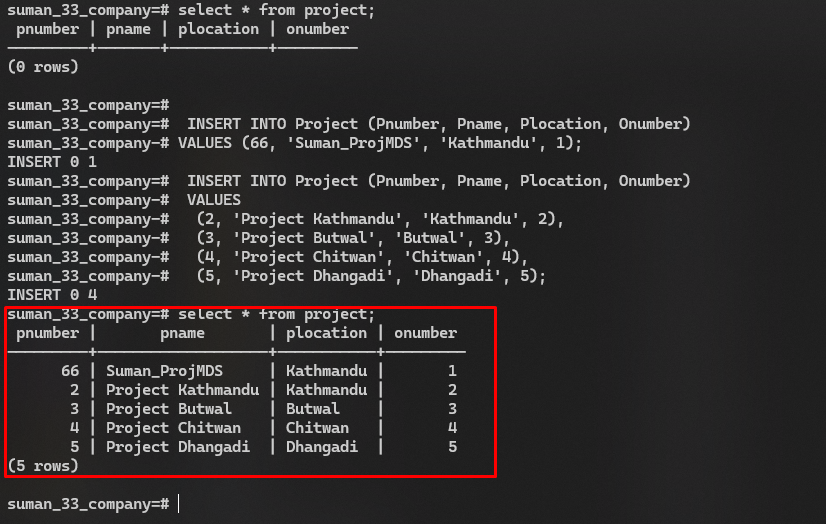 suman_33_company=# select * from project;
 pnumber | pname | plocation | onumber
---------+-------+-----------+---------
(0 rows)

suman_33_company=#
suman_33_company=#  INSERT INTO Project (Pnumber, Pname, Plocation, Onumber)
suman_33_company-# VALUES (66, 'Suman_ProjMDS', 'Kathmandu', 1);
INSERT 0 1
suman_33_company=#  INSERT INTO Project (Pnumber, Pname, Plocation, Onumber)
suman_33_company-#  VALUES
suman_33_company-#   (2, 'Project Kathmandu', 'Kathmandu', 2),
suman_33_company-#   (3, 'Project Butwal', 'Butwal', 3),
suman_33_company-#   (4, 'Project Chitwan', 'Chitwan', 4),
suman_33_company-#   (5, 'Project Dhangadi', 'Dhangadi', 5);
INSERT 0 4
suman_33_company=# select * from project;
 pnumber |       pname       | plocation | onumber
---------+-------------------+-----------+---------
      66 | Suman_ProjMDS     | Kathmandu |       1
       2 | Project Kathmandu | Kathmandu |       2
       3 | Project Butwal    | Butwal    |       3
       4 | Project Chitwan   | Chitwan   |       4
       5 | Project Dhangadi  | Dhangadi  |       5
(5 rows)

suman_33_company=#